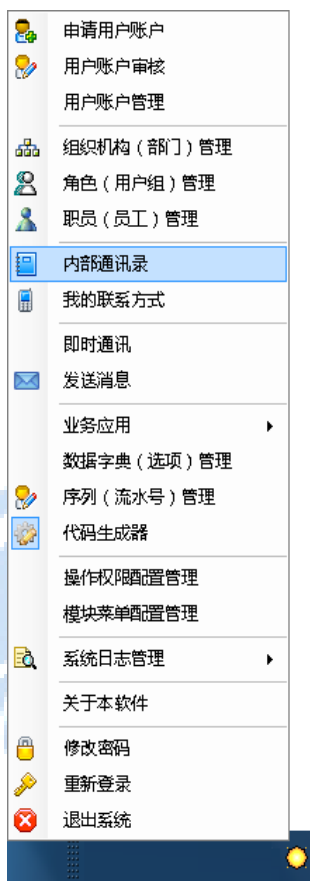 申请用户账户
用户账户审核
用户账户管理
组织机构（部门）管理
角色（用户组）管理
职员（员工）管理
内部通讯录
我的联系方式
即时通讯
发送消息
业务应用
数据字典（选项）管理
序列（流水号）管理
代码生成器
操作权限配置管理
模块菜单配置管理
系统日志管理
关于本软件
修改密码
重新登录
退出系统